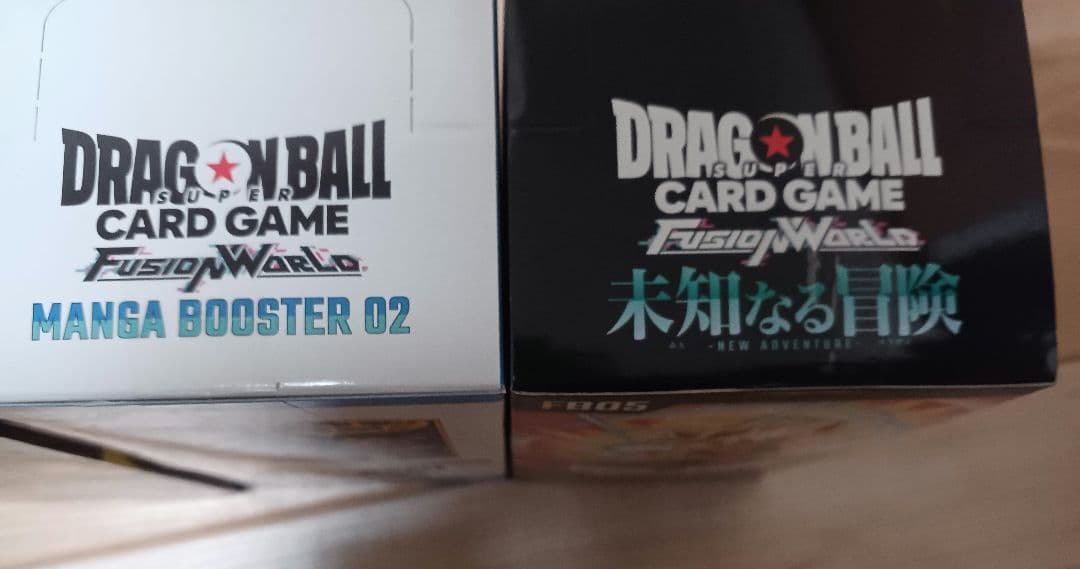 DRAGON BALL
SUPER
CARD GAME
FUSION WORLD
MANGA BOOSTER 02
DRAGON BALL
SUPER
CARD GAME
FUSION WORLD
未知なる冒険
-NEW ADVENTURE-
FB05